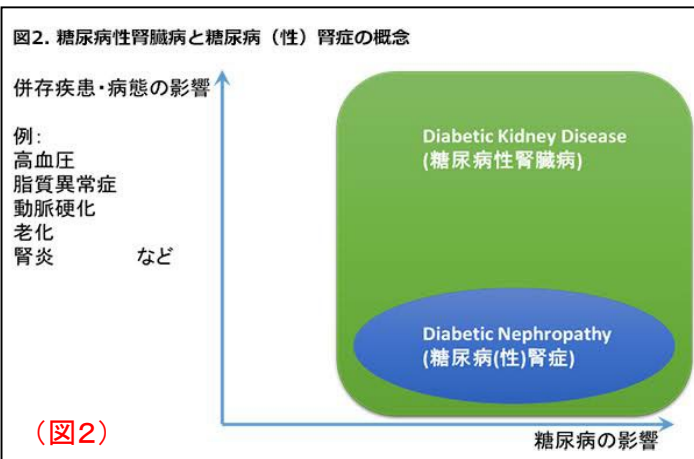 図2. 糖尿病性腎臓病と糖尿病（性）腎症の概念
併存疾患・病態の影響
例:
高血圧
脂質異常症
動脈硬化
老化
腎炎　　　など
Diabetic Kidney Disease
(糖尿病性腎臓病)
Diabetic Nephropathy
(糖尿病(性)腎症)
（図2）
糖尿病の影響